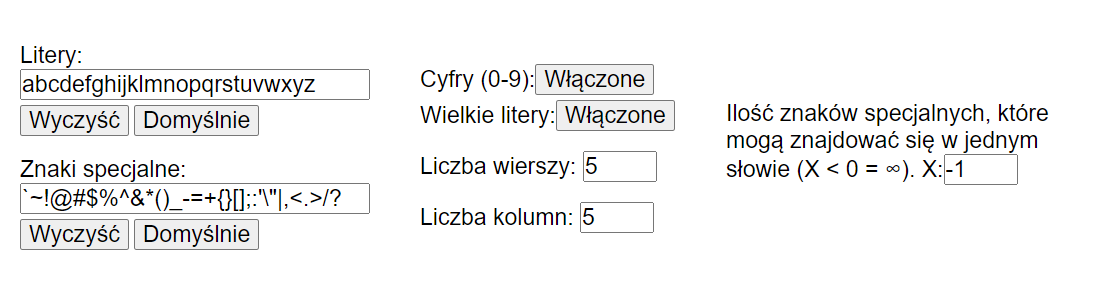 Litery:
abcdefghijklmnopqrstuvwxyz
Wyczyść Domyślnie
Znaki specjalne:
`~!@#$%^&*()_-=+{}[];:'\"|,<.>/?
Wyczyść Domyślnie
Cyfry (0-9): Włączone
Wielkie litery: Włączone
Liczba wierszy: 5
Liczba kolumn: 5
Ilość znaków specjalnych, które
mogą znajdować się w jednym
słowie (X < 0 = ∞). X: -1